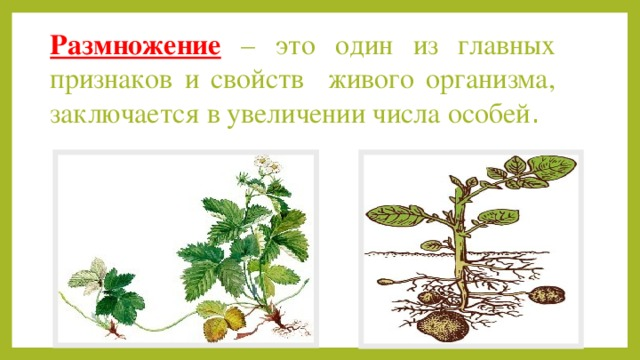 Размножение – это один из главных
признаков и свойств живого организма,
заключается в увеличении числа особей.